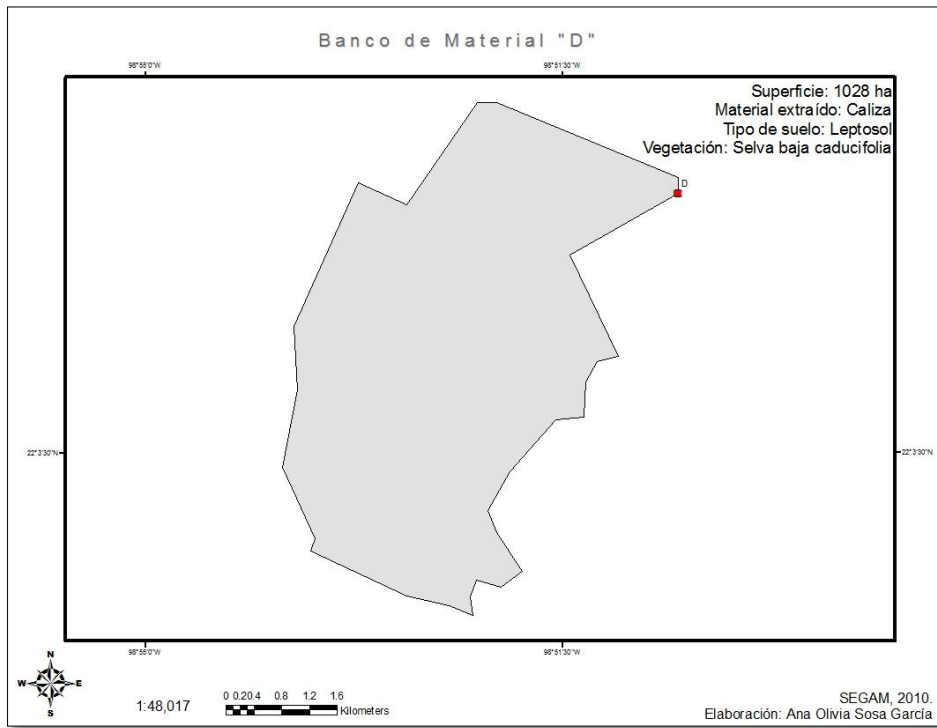 Banco de Material "D"
98°55'0"W
98°51'30"W
Superficie: 1028 ha
Material extraído: Caliza
Tipo de suelo: Leptosol
Vegetación: Selva baja caducifolia
D
22°3'30"N
22°3'30"N
98°55'0"W
98°51'30"W
N
W
E
S
1:48,017
0 0.20.4 0.8 1.2 1.6
Kilometers
SEGAM, 2010.
Elaboración: Ana Olivia Sosa García